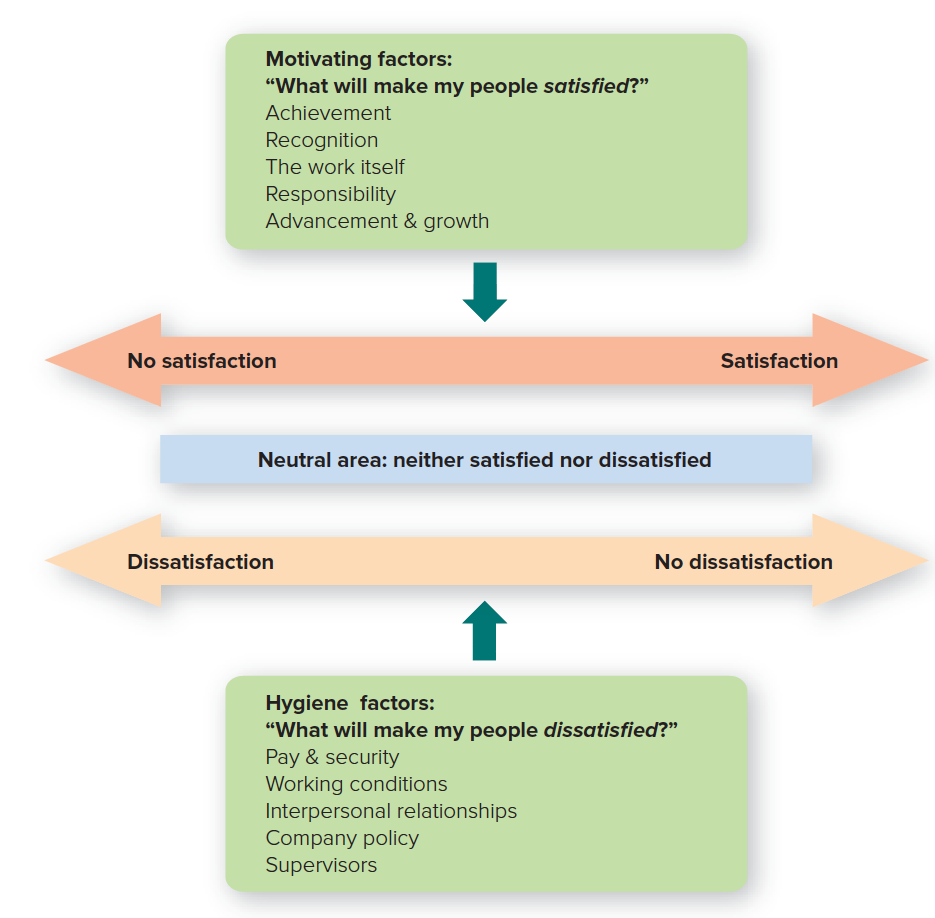 Motivating factors:
“What will make my people satisfied?”
Achievement
Recognition
The work itself
Responsibility
Advancement & growth
No satisfaction
Satisfaction
Neutral area: neither satisfied nor dissatisfied
Dissatisfaction
No dissatisfaction
Hygiene factors:
“What will make my people dissatisfied?”
Pay & security
Working conditions
Interpersonal relationships
Company policy
Supervisors